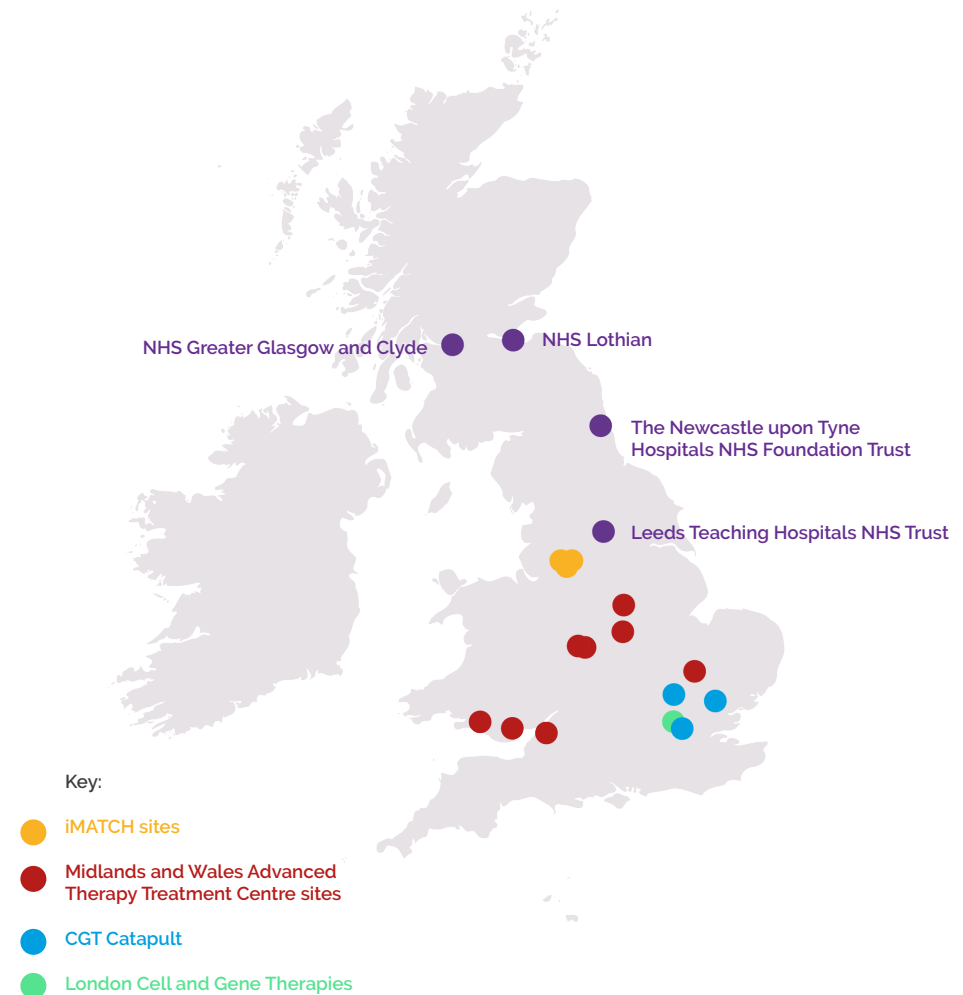 NHS Greater Glasgow and Clyde
NHS Lothian
The Newcastle upon Tyne
Hospitals NHS Foundation Trust
Leeds Teaching Hospitals NHS Trust
Key:
iMATCH sites
Midlands and Wales Advanced
Therapy Treatment Centre sites
CGT Catapult
London Cell and Gene Therapies